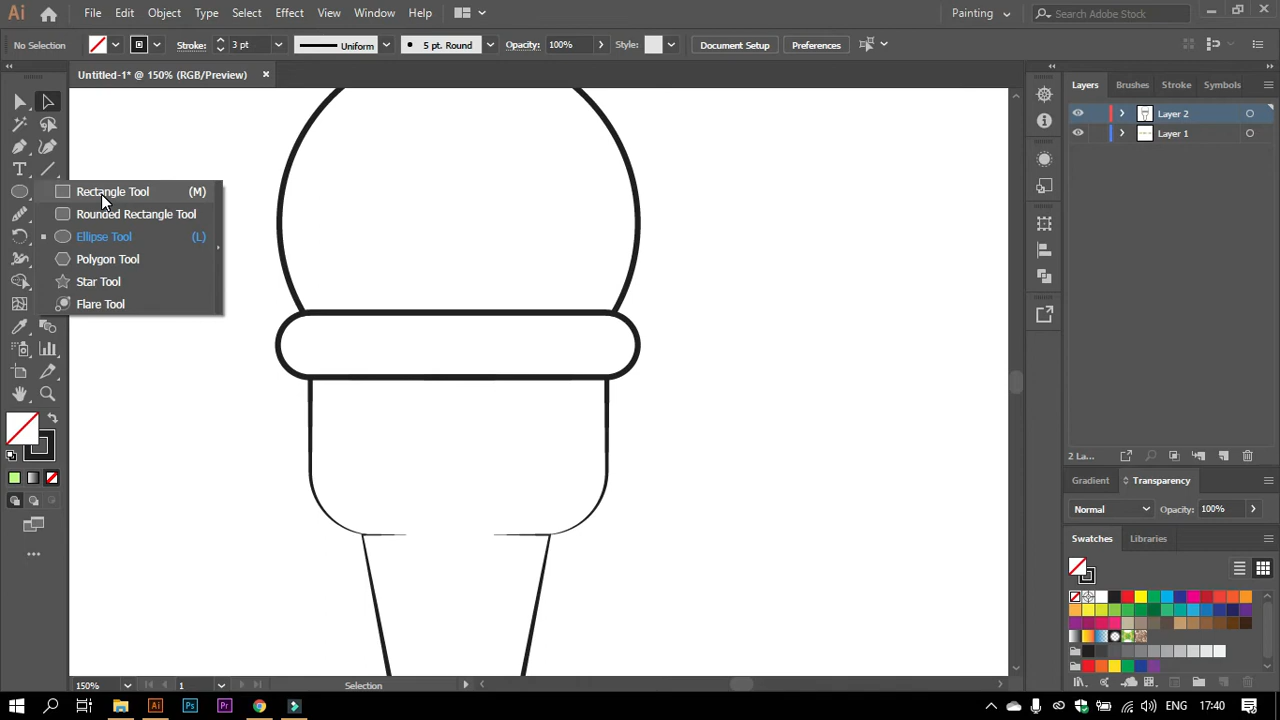 Ai File Edit Object Type Select Effect View Window Help Painting Search Adobe Stock
No Selection Stroke: 3 pt Uniform 5 pt. Round Opacity: 100% Style: Document Setup Preferences
Untitled-1* @ 150% (RGB/Preview)
Layers Brushes Stroke Symbols
Layer 2
Layer 1
Rectangle Tool (M)
Rounded Rectangle Tool
Ellipse Tool (L)
Polygon Tool
Star Tool
Flare Tool
2 La...
Gradient Transparency
Normal Opacity: 100%
Swatches Libraries
150% 1 Selection
Ai Ps Pr ENG 17:40